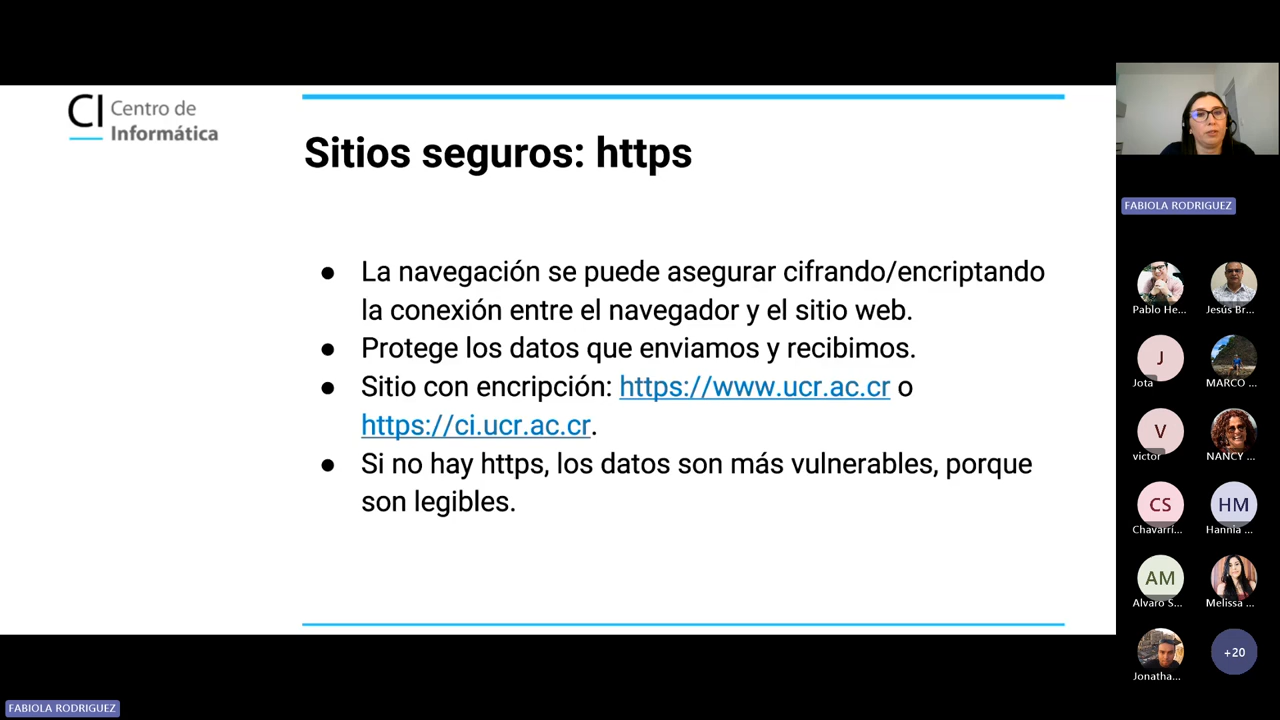 CI Centro de
Informática
Sitios seguros: https
● La navegación se puede asegurar cifrando/encriptando
la conexión entre el navegador y el sitio web.
● Protege los datos que enviamos y recibimos.
● Sitio con encripción: https://www.ucr.ac.cr o
https://ci.ucr.ac.cr.
● Si no hay https, los datos son más vulnerables, porque
son legibles.
FABIOLA RODRIGUEZ
Pablo He... Jesús Br...
J
Jota MARCO ...
V
victor NANCY ...
CS HM
Chavarri... Hannia ...
AM
Alvaro S... Melissa ...
+20
Jonatha...
FABIOLA RODRIGUEZ